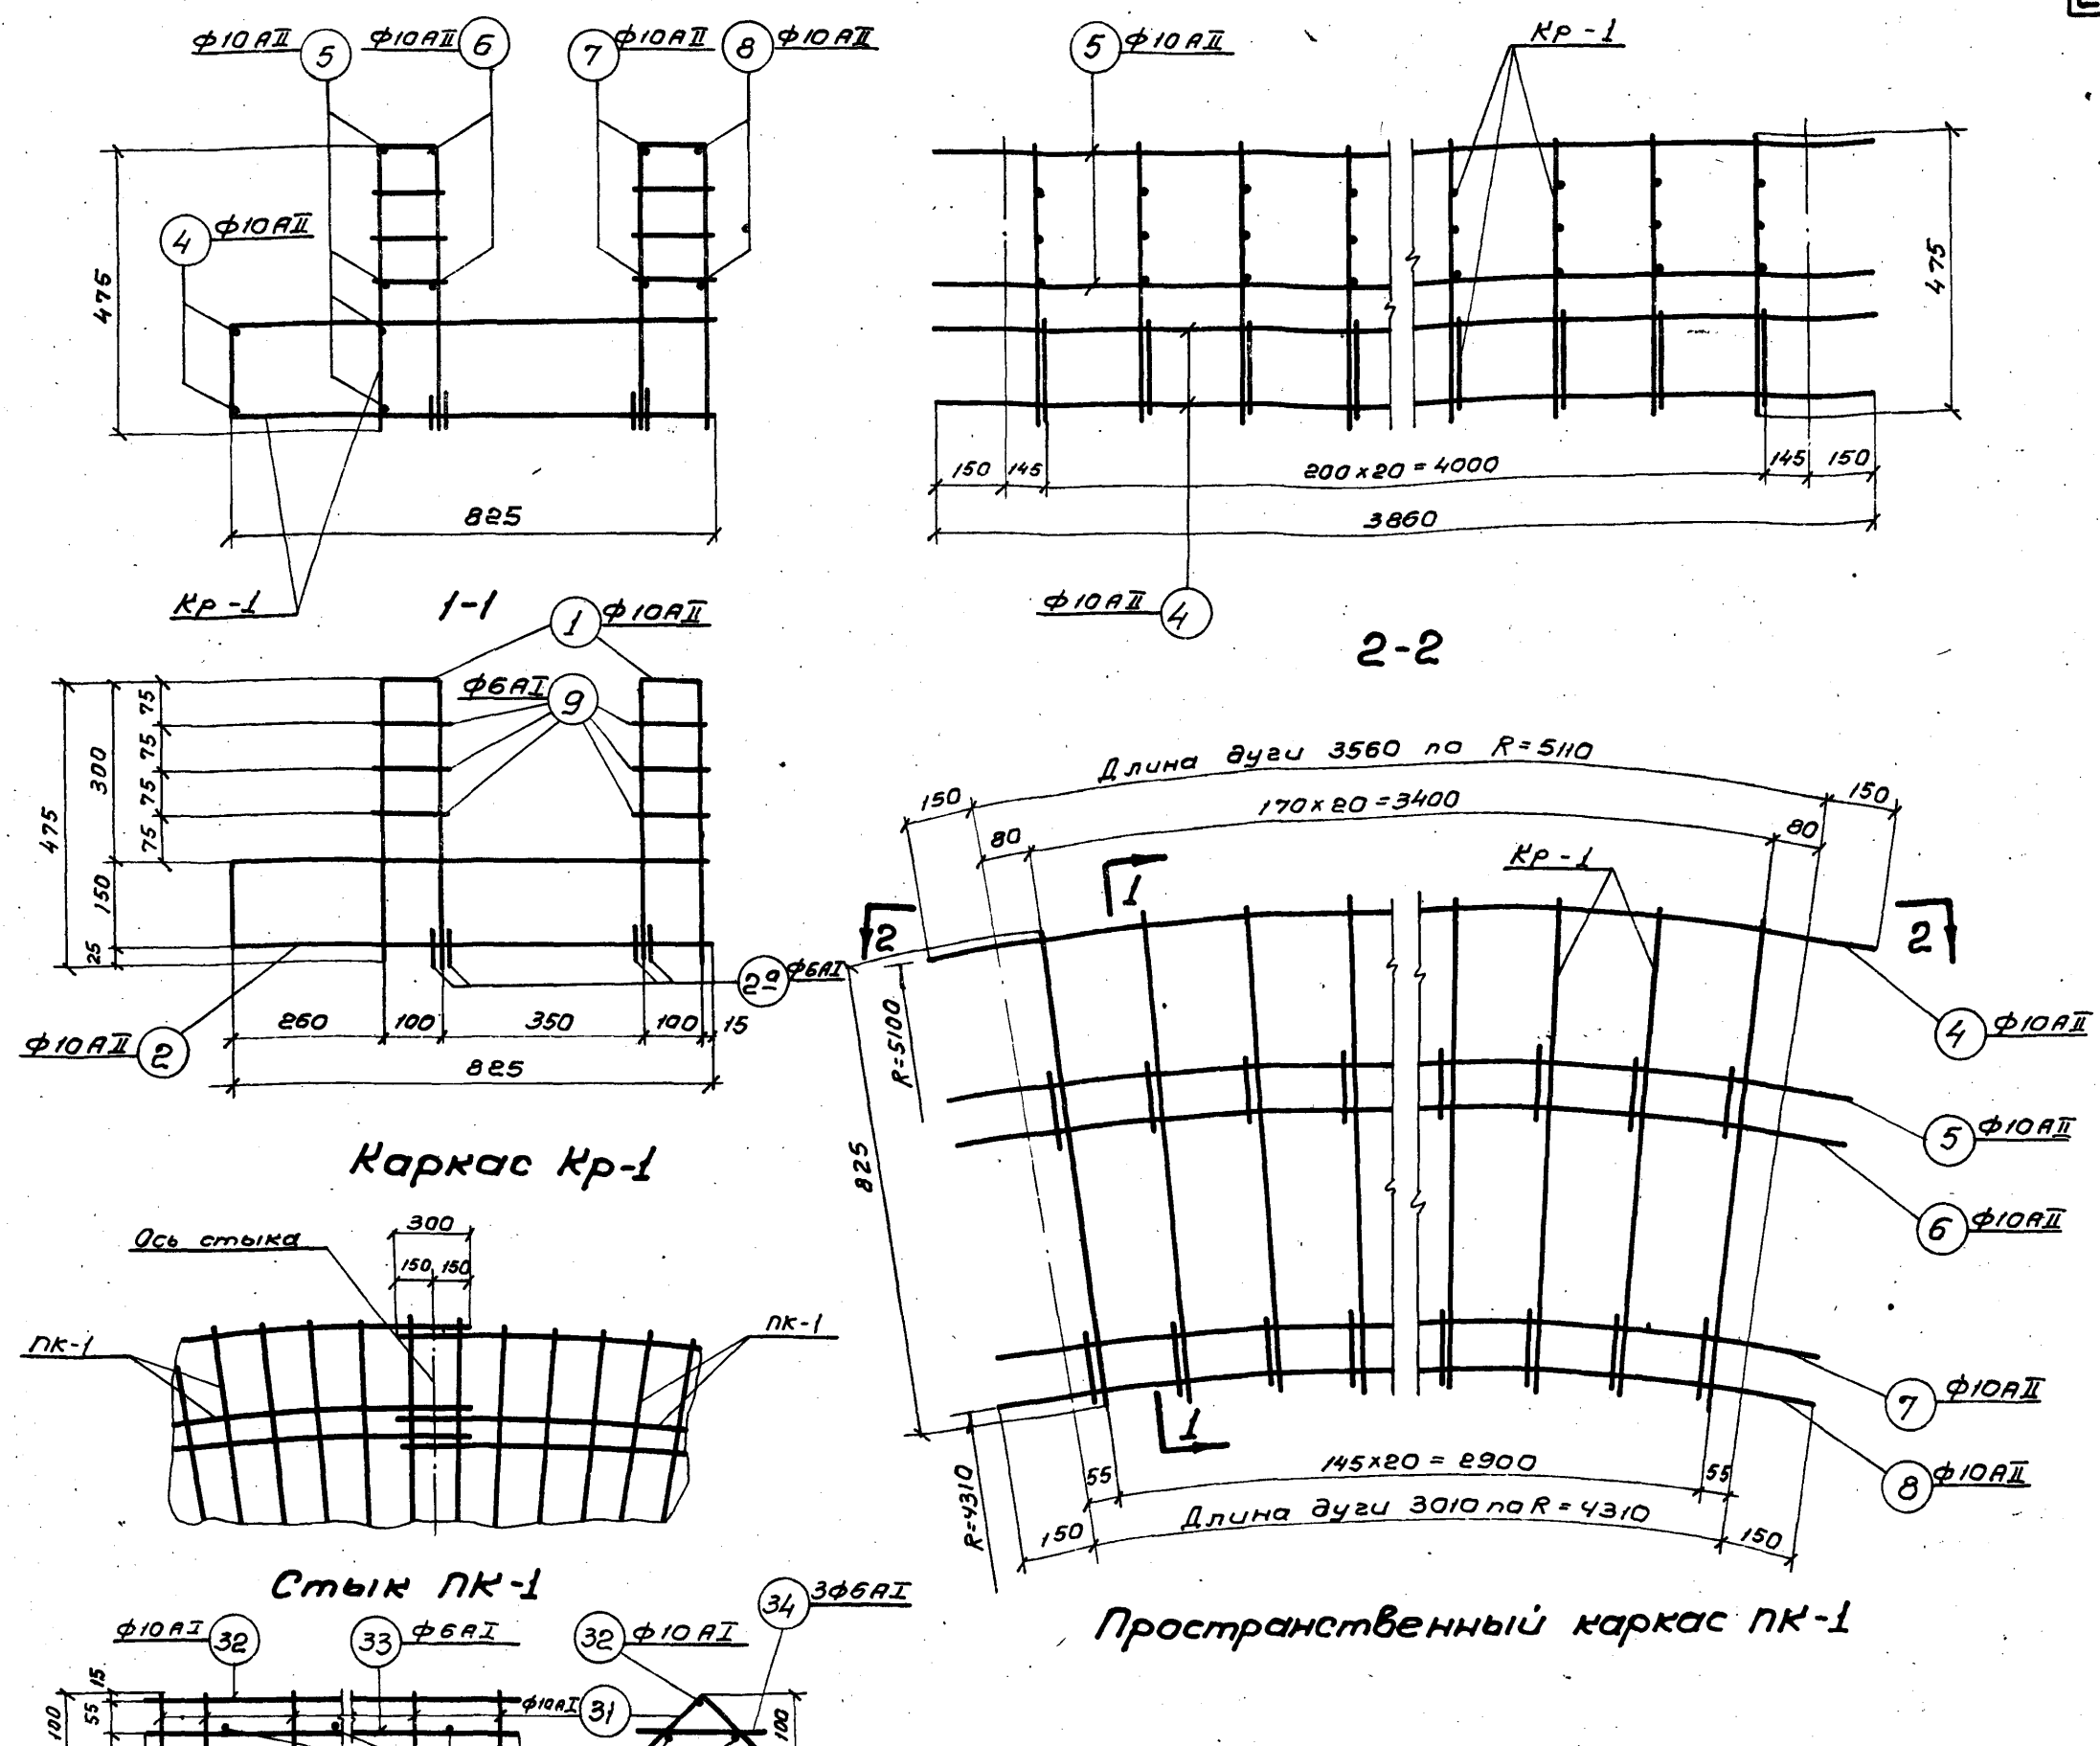 ф10АII 5 ф10АII 6 7 ф10АII 8 ф10АII
4 ф10АII
475
825
Кр-1
1-1
5 ф10АII
Кр-1
475
150 145 200×20=4000 145 150
3860
ф10АII 4
2-2
1 ф10АII
ф6АI 9
75
75
75
75
300
475
150
25
2а ф6АI
ф10АII 2
260 100 350 100 15
825
Каркас Кр-1
Длина дуги 3560 по R=5110
150 170×20=3400 150
80 80
Кр-1
1
2 2
R=5100
825
4 ф10АII
5 ф10АII
6 ф10АII
7 ф10АII
8 ф10АII
1
R=4310
55 145×20=2900 55
150 Длина дуги 3010 по R=4310 150
Пространственный каркас ПК-1
Ось стыка
300
150 150
ПК-1 ПК-1
Стык ПК-1
ф10АI 32 33 ф6АI
32 ф10АI
34 3ф6АI
ф10АI 31
15
55
100
100